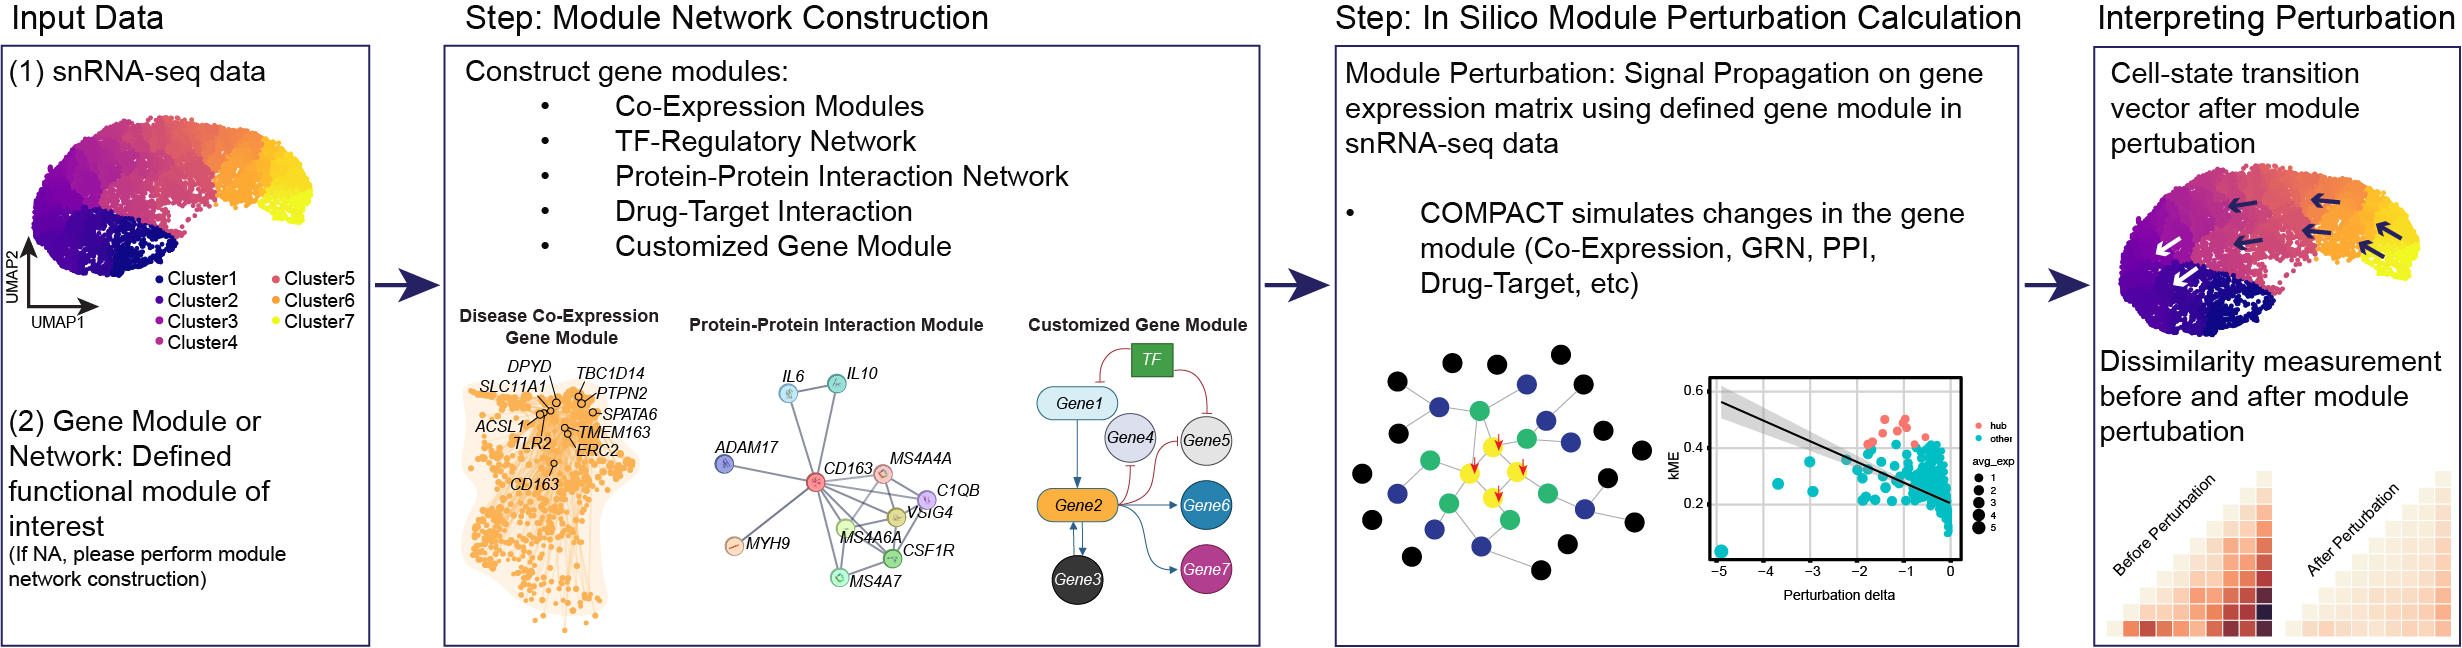 Input Data
(1) snRNA-seq data
UMAP2
UMAP1
Cluster1
Cluster2
Cluster3
Cluster4
Cluster5
Cluster6
Cluster7
(2) Gene Module or
Network: Defined
functional module of
interest
(If NA, please perform module
network construction)
Step: Module Network Construction
Construct gene modules:
• Co-Expression Modules
• TF-Regulatory Network
• Protein-Protein Interaction Network
• Drug-Target Interaction
• Customized Gene Module
Disease Co-Expression
Gene Module
DPYD
TBC1D14
SLC11A1
PTPN2
SPATA6
ACSL1
TMEM163
TLR2
ERC2
CD163
Protein-Protein Interaction Module
IL6
IL10
ADAM17
CD163
MS4A4A
C1QB
VSIG4
MS4A6A
MYH9
CSF1R
MS4A7
Customized Gene Module
TF
Gene1
Gene4
Gene5
Gene2
Gene6
Gene3
Gene7
Step: In Silico Module Perturbation Calculation
Module Perturbation: Signal Propagation on gene
expression matrix using defined gene module in
snRNA-seq data
• COMPACT simulates changes in the gene
module (Co-Expression, GRN, PPI,
Drug-Target, etc)
kME
0.6
0.4
0.2
−5 −4 −3 −2 −1 0
Perturbation delta
hub
other
avg_exp
1
2
3
4
5
Interpreting Perturbation
Cell-state transition
vector after module
pertubation
Dissimilarity measurement
before and after module
pertubation
Before Perturbation
After Perturbation